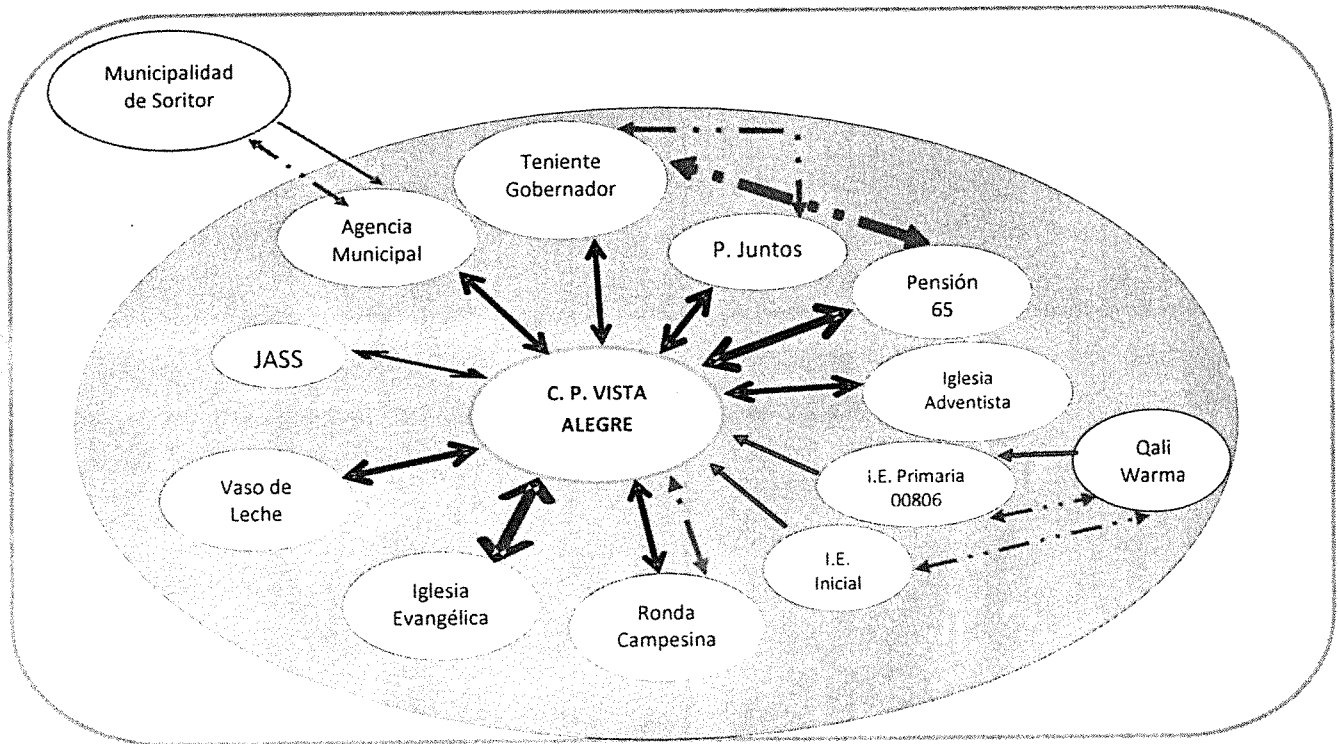 Municipalidad
de Soritor
Teniente
Gobernador
Agencia
Municipal
P. Juntos
Pensión
65
JASS
C. P. VISTA
ALEGRE
Iglesia
Adventista
Qali
Warma
I.E. Primaria
00806
Vaso de
Leche
I.E.
Inicial
Iglesia
Evangélica
Ronda
Campesina